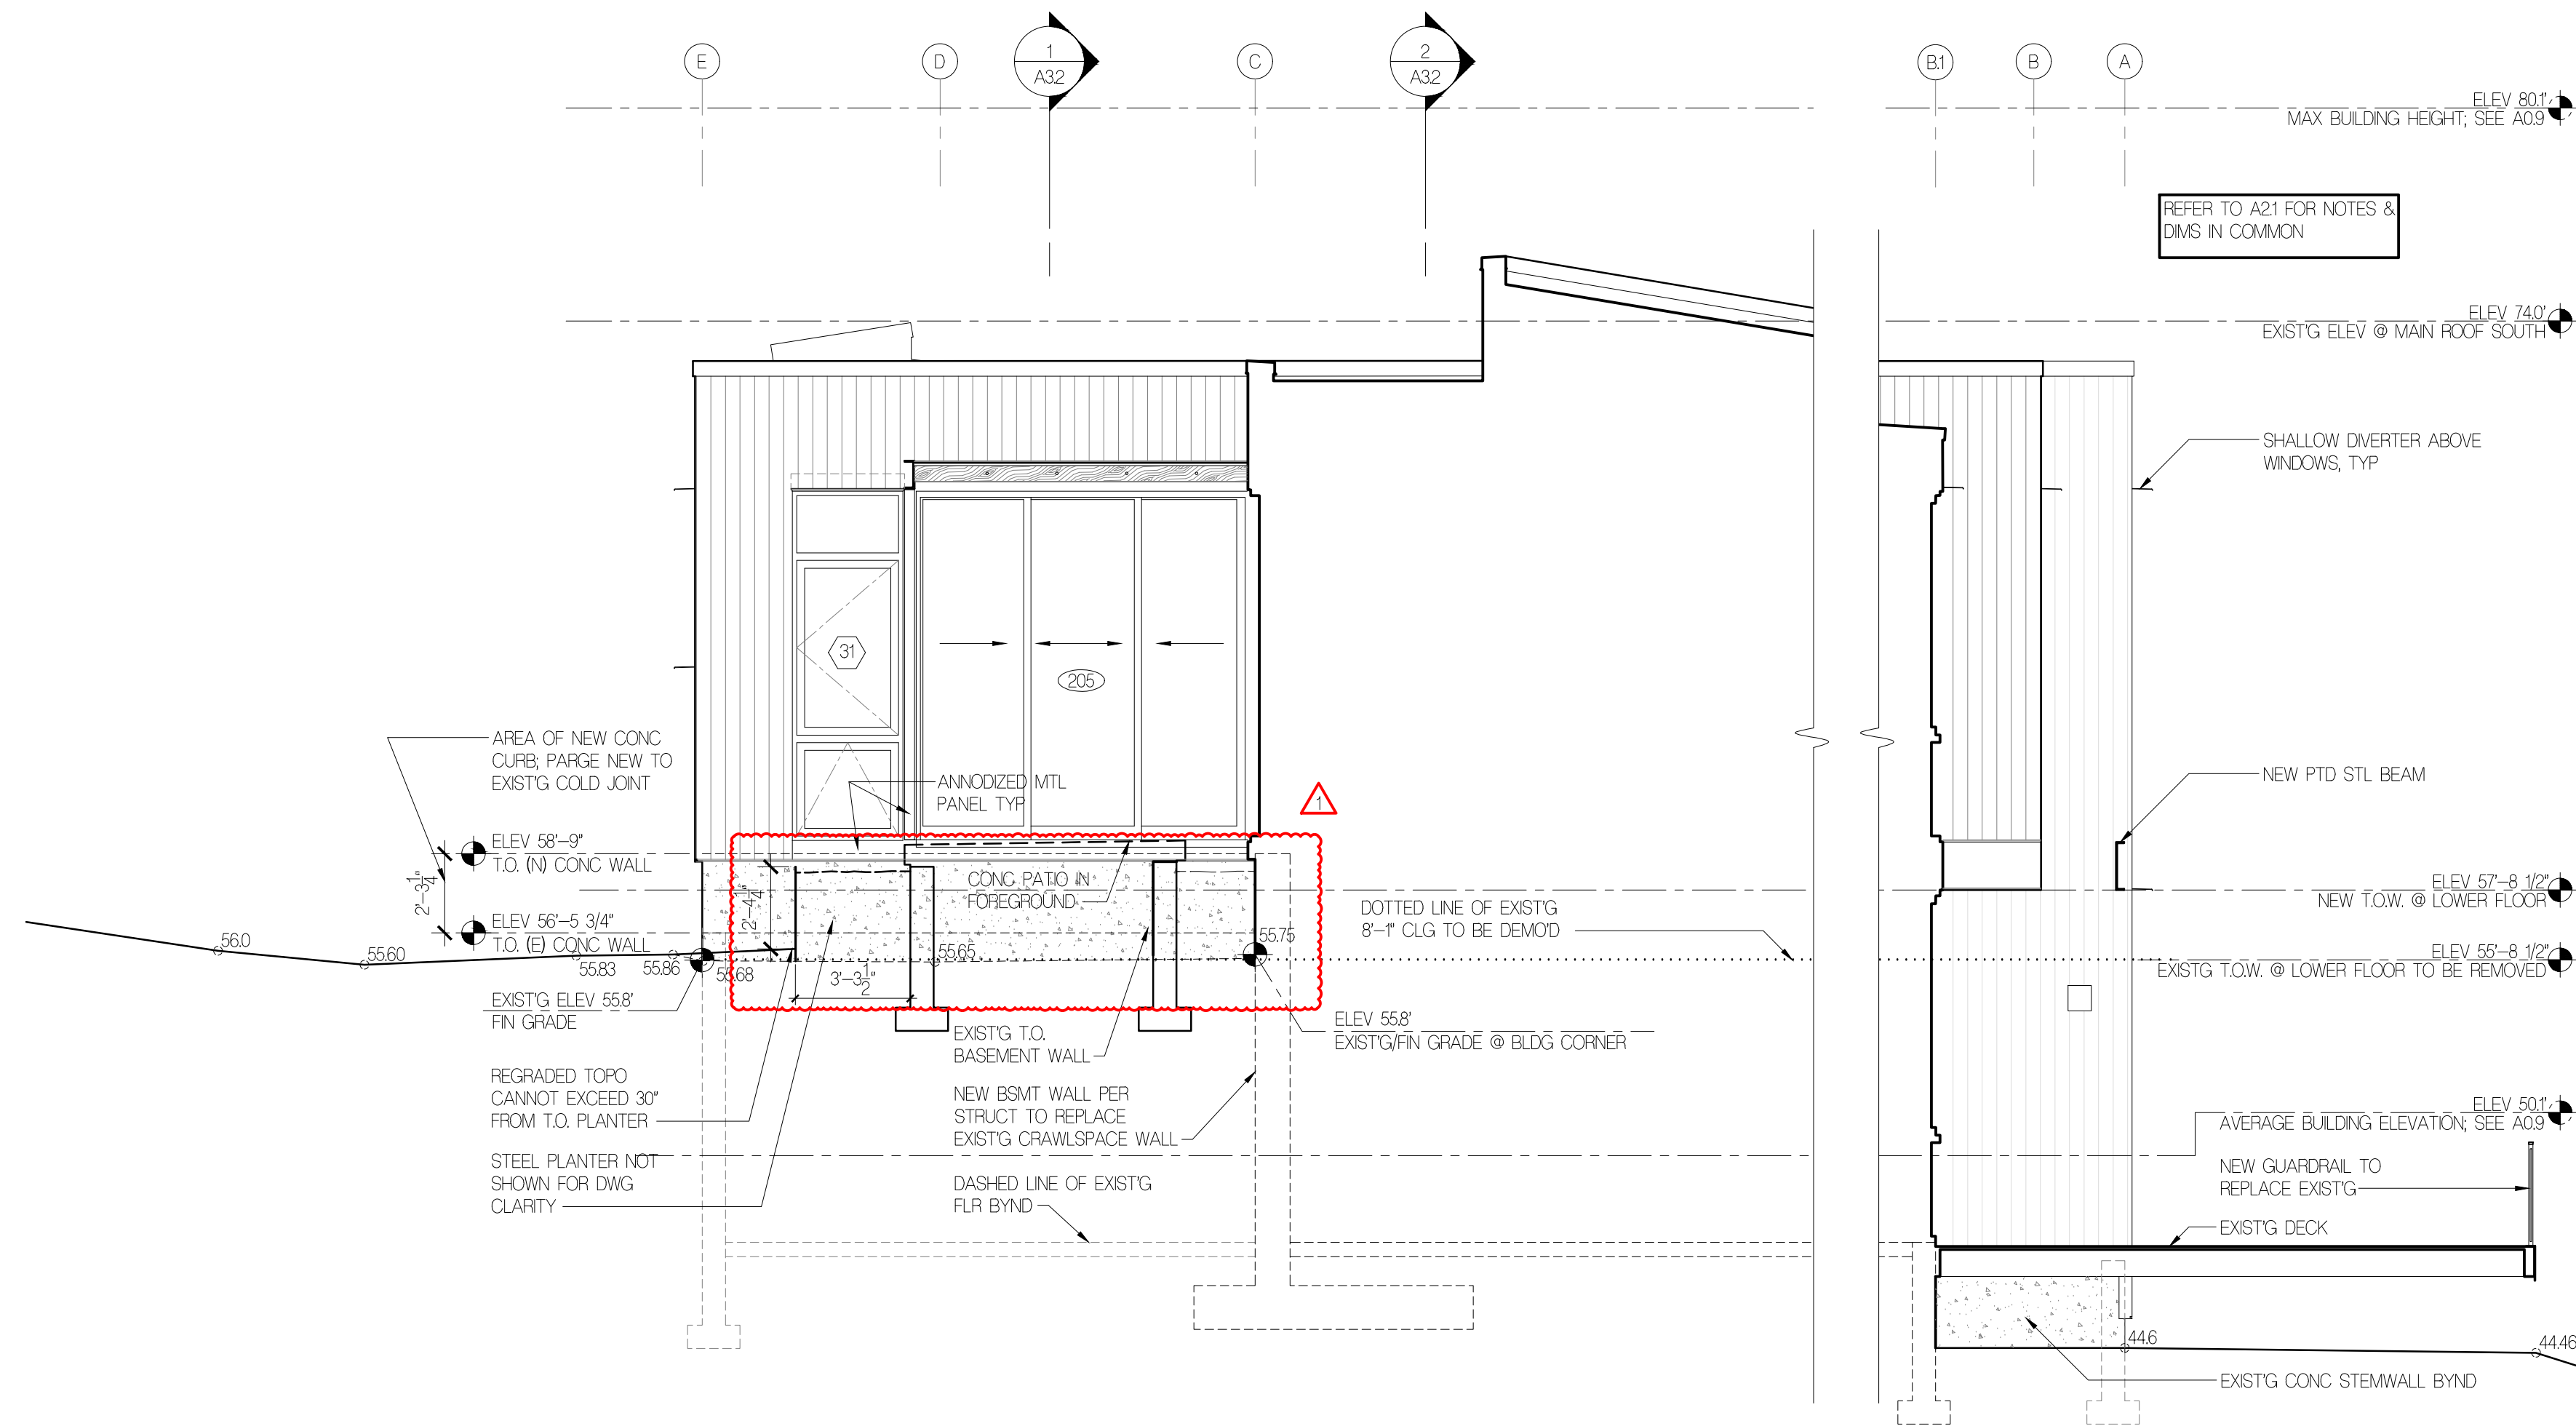 E
D
1
A3.2
C
2
A3.2
B.1
B
A
ELEV 80.1'
MAX BUILDING HEIGHT; SEE A0.9
REFER TO A2.1 FOR NOTES &
DIMS IN COMMON
ELEV 74.0'
EXIST'G ELEV @ MAIN ROOF SOUTH
SHALLOW DIVERTER ABOVE
WINDOWS, TYP
31
205
AREA OF NEW CONC
CURB; PARGE NEW TO
EXIST'G COLD JOINT
ANNODIZED MTL
PANEL TYP
1
NEW PTD STL BEAM
ELEV 58'-9"
T.O. (N) CONC WALL
2'-3 1/4"
2'-4 1/4"
CONC PATIO IN
FOREGROUND
ELEV 57'-8 1/2"
NEW T.O.W. @ LOWER FLOOR
DOTTED LINE OF EXIST'G
8'-1" CLG TO BE DEMO'D
ELEV 56'-5 3/4"
T.O. (E) CONC WALL
56.0
55.60
55.83
55.86
55.68
55.65
55.75
3'-3 1/2"
ELEV 55'-8 1/2"
EXISTG T.O.W. @ LOWER FLOOR TO BE REMOVED
EXIST'G ELEV 55.8'
FIN GRADE
ELEV 55.8'
EXIST'G/FIN GRADE @ BLDG CORNER
EXIST'G T.O.
BASEMENT WALL
REGRADED TOPO
CANNOT EXCEED 30"
FROM T.O. PLANTER
NEW BSMT WALL PER
STRUCT TO REPLACE
EXIST'G CRAWLSPACE WALL
ELEV 50.1'
AVERAGE BUILDING ELEVATION; SEE A0.9
STEEL PLANTER NOT
SHOWN FOR DWG
CLARITY
DASHED LINE OF EXIST'G
FLR BYND
NEW GUARDRAIL TO
REPLACE EXIST'G
EXIST'G DECK
44.6
44.46
EXIST'G CONC STEMWALL BYND